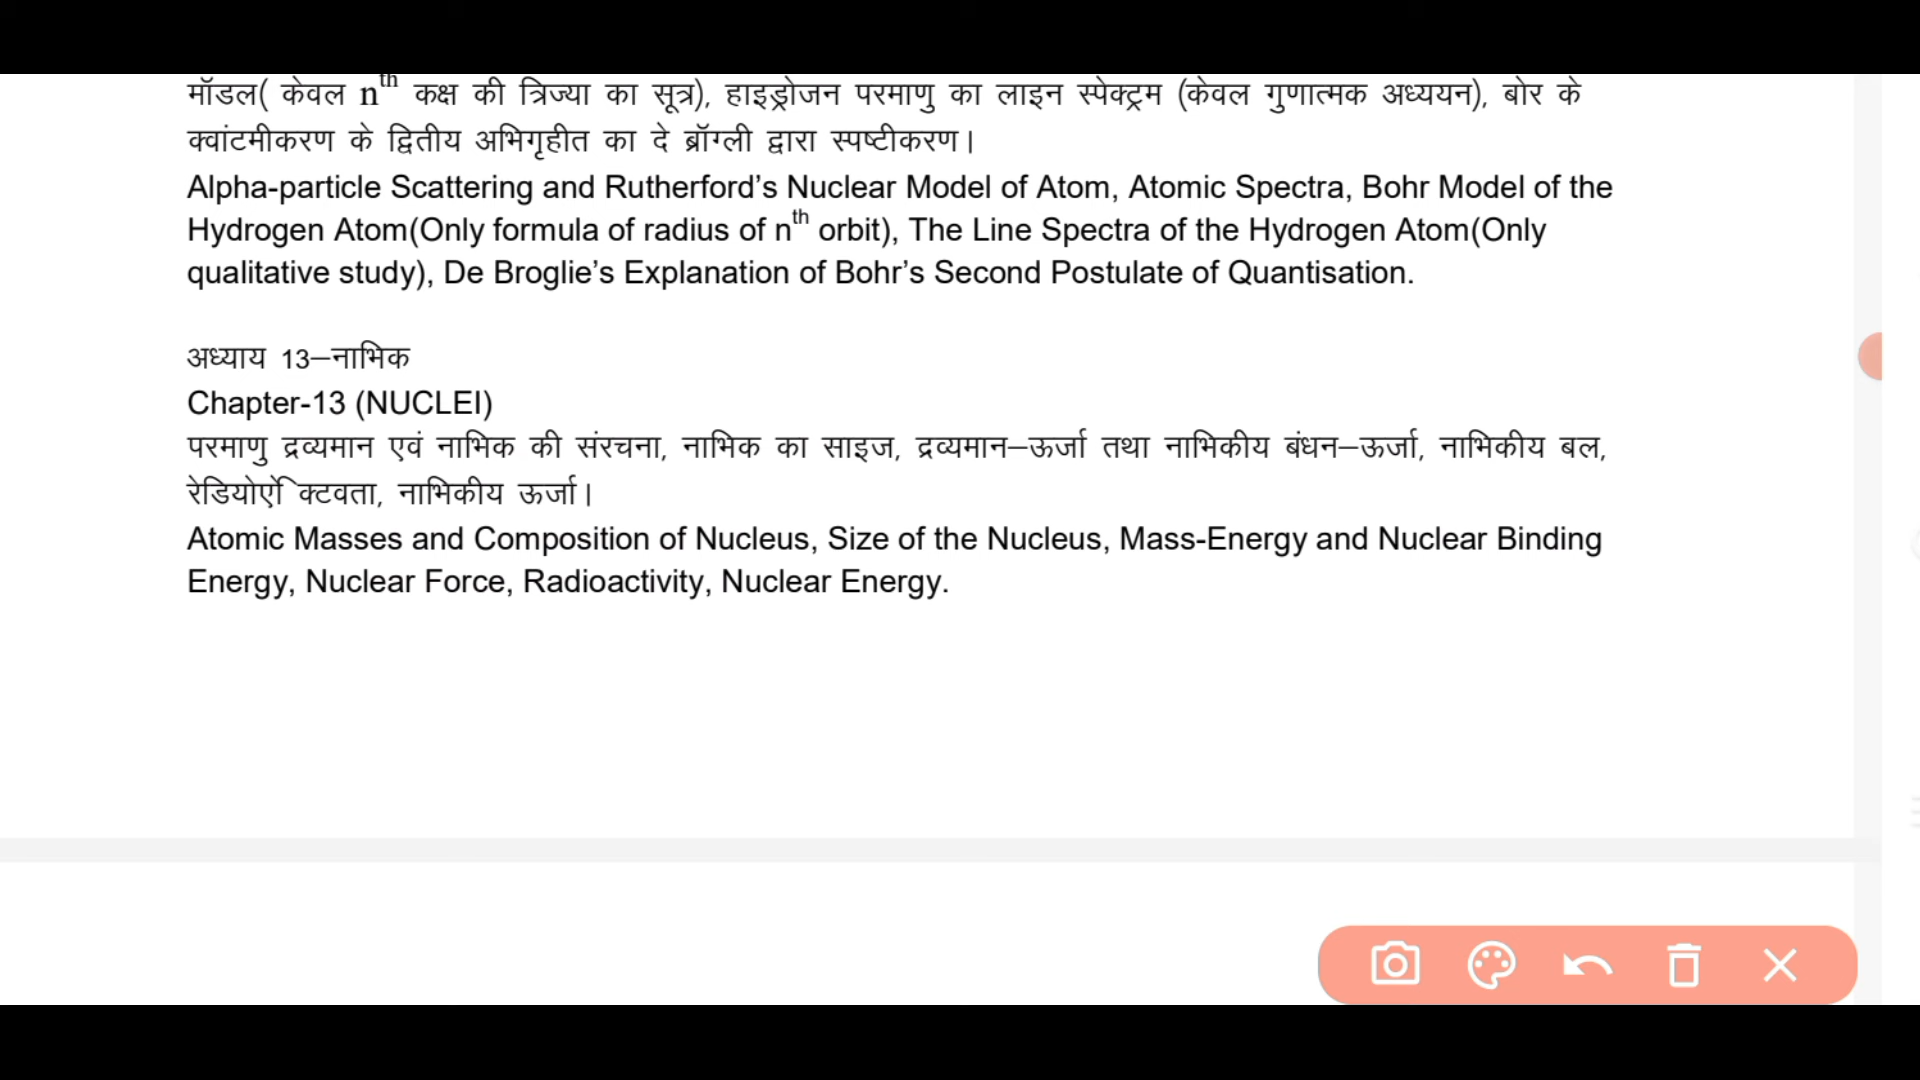 मॉडल( केवल nth कक्ष की त्रिज्या का सूत्र), हाइड्रोजन परमाणु का लाइन स्पेक्ट्रम (केवल गुणात्मक अध्ययन), बोर के
क्वांटमीकरण के द्वितीय अभिगृहीत का दे ब्रॉग्ली द्वारा स्पष्टीकरण।
Alpha-particle Scattering and Rutherford’s Nuclear Model of Atom, Atomic Spectra, Bohr Model of the
Hydrogen Atom(Only formula of radius of nth orbit), The Line Spectra of the Hydrogen Atom(Only
qualitative study), De Broglie’s Explanation of Bohr’s Second Postulate of Quantisation.
अध्याय 13–नाभिक
Chapter-13 (NUCLEI)
परमाणु द्रव्यमान एवं नाभिक की संरचना, नाभिक का साइज, द्रव्यमान–ऊर्जा तथा नाभिकीय बंधन–ऊर्जा, नाभिकीय बल,
नाभिकीय ऊर्जा।
Atomic Masses and Composition of Nucleus, Size of the Nucleus, Mass-Energy and Nuclear Binding
Energy, Nuclear Force, Radioactivity, Nuclear Energy.